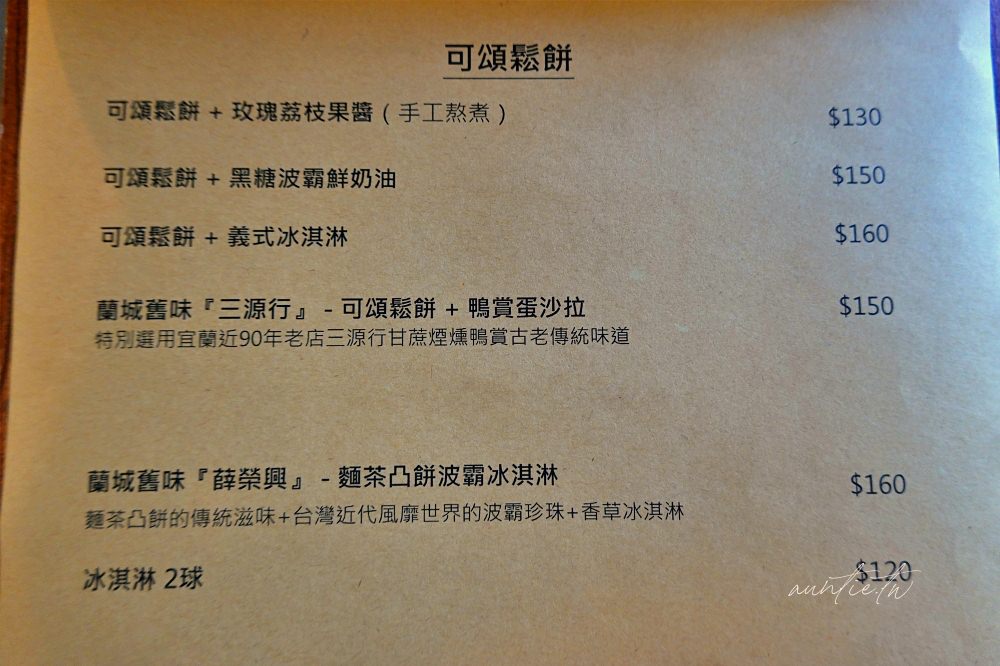 可頌鬆餅
可頌鬆餅 + 玫瑰荔枝果醬 ( 手工熬煮 ) $130
可頌鬆餅 + 黑糖波霸鮮奶油 $150
可頌鬆餅 + 義式冰淇淋 $160
蘭城舊味『三源行』 - 可頌鬆餅 + 鴨賞蛋沙拉 $150
特別選用宜蘭近90年老店三源行甘蔗煙燻鴨賞古老傳統味道
蘭城舊味『薛榮興』 - 麵茶凸餅波霸冰淇淋 $160
麵茶凸餅的傳統滋味+台灣近代風靡世界的波霸珍珠+香草冰淇淋
冰淇淋 2球 $120
auntie.tw